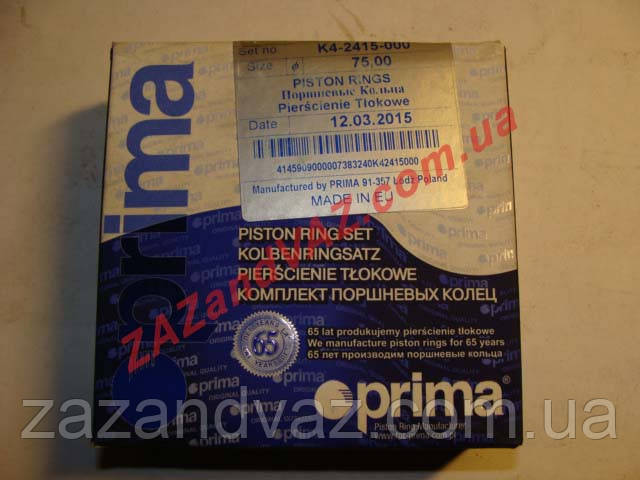 Set no K4-2415-000
Size ø 75,00
PISTON RINGS
Поршневые Кольца
Pierścienie Tłokowe
Date 12.03.2015
4145909000007383240K42415000
Manufactured by PRIMA 91-357 Łódź Poland
MADE IN EU
prima
PISTON RING SET
KOLBENRINGSATZ
PIERŚCIENIE TŁOKOWE
КОМПЛЕКТ ПОРШНЕВЫХ КОЛЕЦ
65 lat produkujemy pierścienie tłokowe
We manufacture piston rings for 65 years
65 лет производим поршневые кольца
65
prima®
Piston Ring Manufacturer
ZAZandVAZ.com.ua
zazandvaz.com.ua